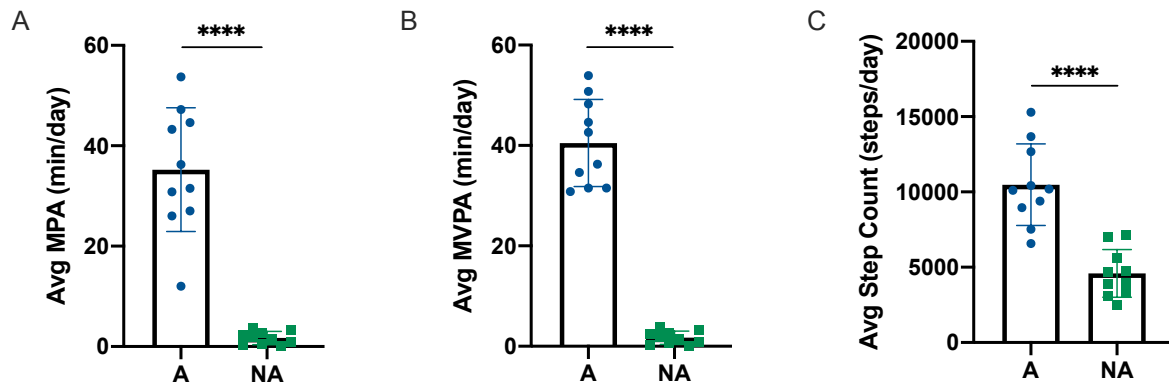 A
Avg MPA (min/day)
60
40
20
0
****
A
NA
B
Avg MVPA (min/day)
60
40
20
0
****
A
NA
C
Avg Step Count (steps/day)
20000
15000
10000
5000
0
****
A
NA